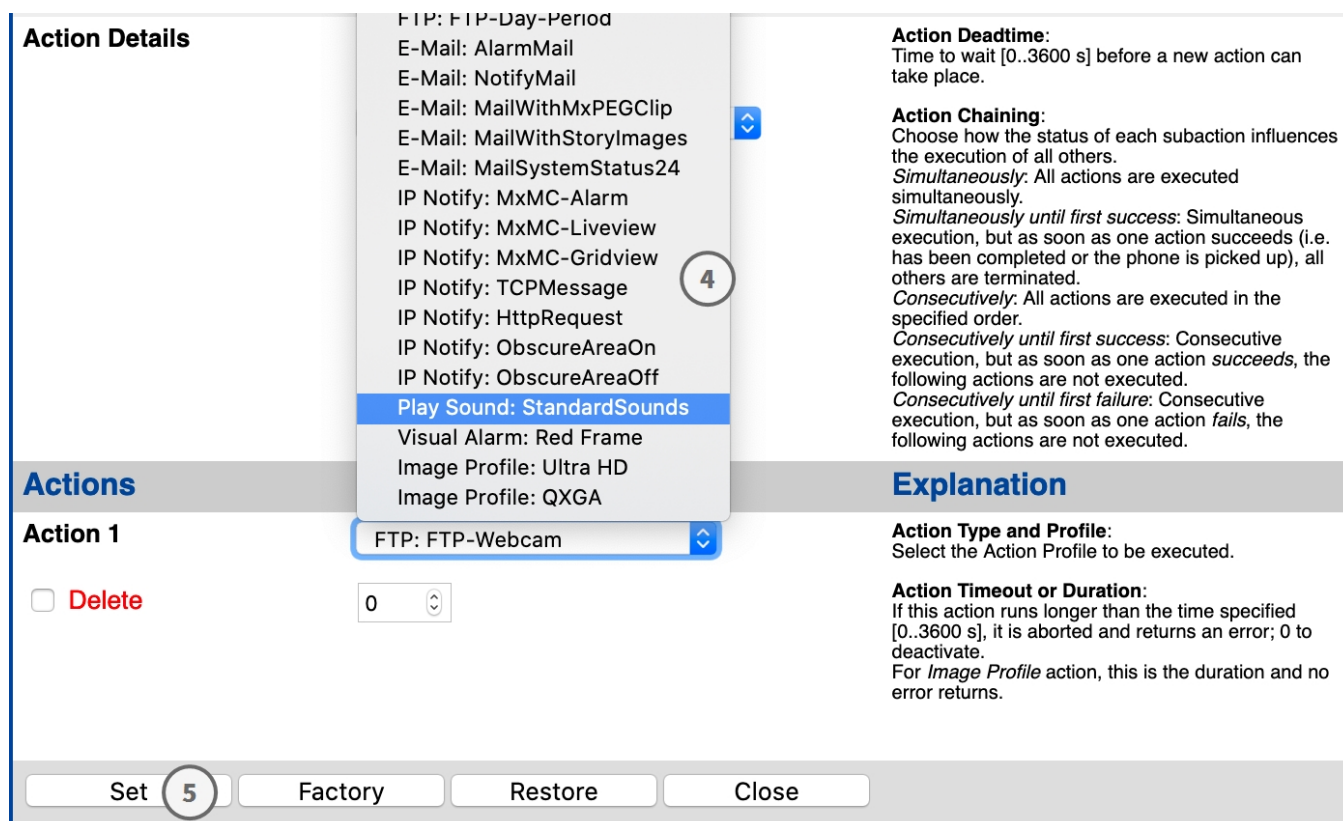 FTP: FTP-Day-Period
Action Details
E-Mail: AlarmMail
E-Mail: NotifyMail
E-Mail: MailWithMxPEGClip
E-Mail: MailWithStoryImages
E-Mail: MailSystemStatus24
IP Notify: MxMC-Alarm
IP Notify: MxMC-Liveview
IP Notify: MxMC-Gridview
IP Notify: TCPMessage
IP Notify: HttpRequest
IP Notify: ObscureAreaOn
IP Notify: ObscureAreaOff
Play Sound: StandardSounds
Visual Alarm: Red Frame
Image Profile: Ultra HD
Image Profile: QXGA
4
Action Deadtime:
Time to wait [0..3600 s] before a new action can
take place.
Action Chaining:
Choose how the status of each subaction influences
the execution of all others.
Simultaneously: All actions are executed
simultaneously.
Simultaneously until first success: Simultaneous
execution, but as soon as one action succeeds (i.e.
has been completed or the phone is picked up), all
others are terminated.
Consecutively: All actions are executed in the
specified order.
Consecutively until first success: Consecutive
execution, but as soon as one action succeeds, the
following actions are not executed.
Consecutively until first failure: Consecutive
execution, but as soon as one action fails, the
following actions are not executed.
Actions
Explanation
Action 1
FTP: FTP-Webcam
Delete
0
Action Type and Profile:
Select the Action Profile to be executed.
Action Timeout or Duration:
If this action runs longer than the time specified
[0..3600 s], it is aborted and returns an error; 0 to
deactivate.
For Image Profile action, this is the duration and no
error returns.
Set 5 Factory Restore Close